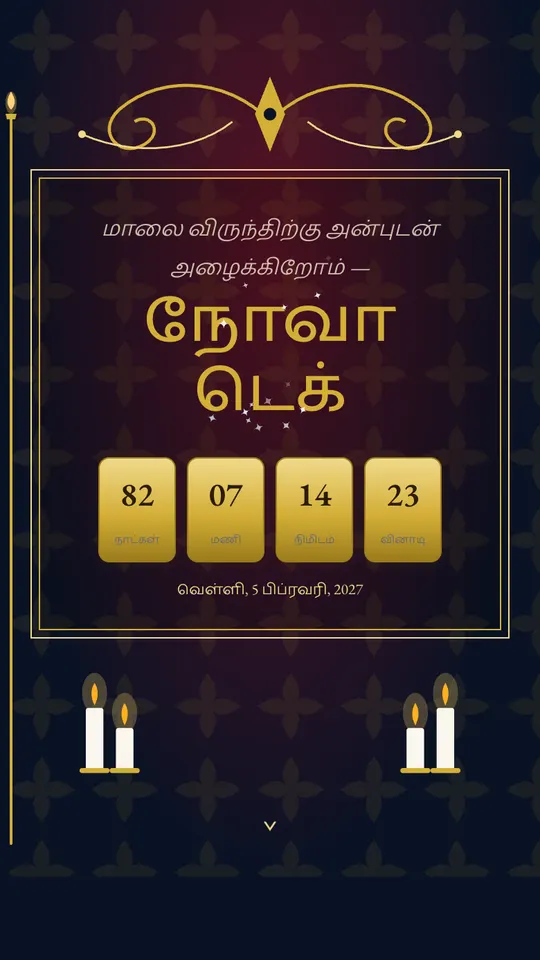 மாலை விருந்திற்கு அன்புடன்
அழைக்கிறோம் —
நோவா
டெக்
82 07 14 23
நாட்கள் மணி நிமிடம் வினாடி
வெள்ளி, 5 பிப்ரவரி, 2027